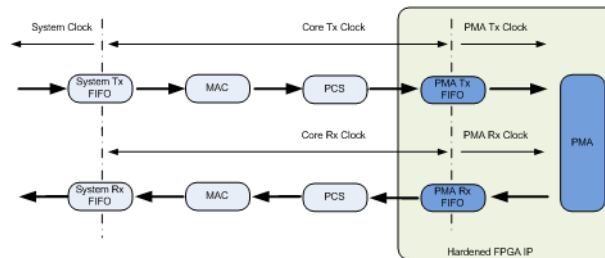 System Clock
Core Tx Clock
PMA Tx Clock
System Tx
FIFO
MAC
PCS
PMA Tx
FIFO
PMA
Core Rx Clock
PMA Rx Clock
System Rx
FIFO
MAC
PCS
PMA Rx
FIFO
Hardened FPGA IP